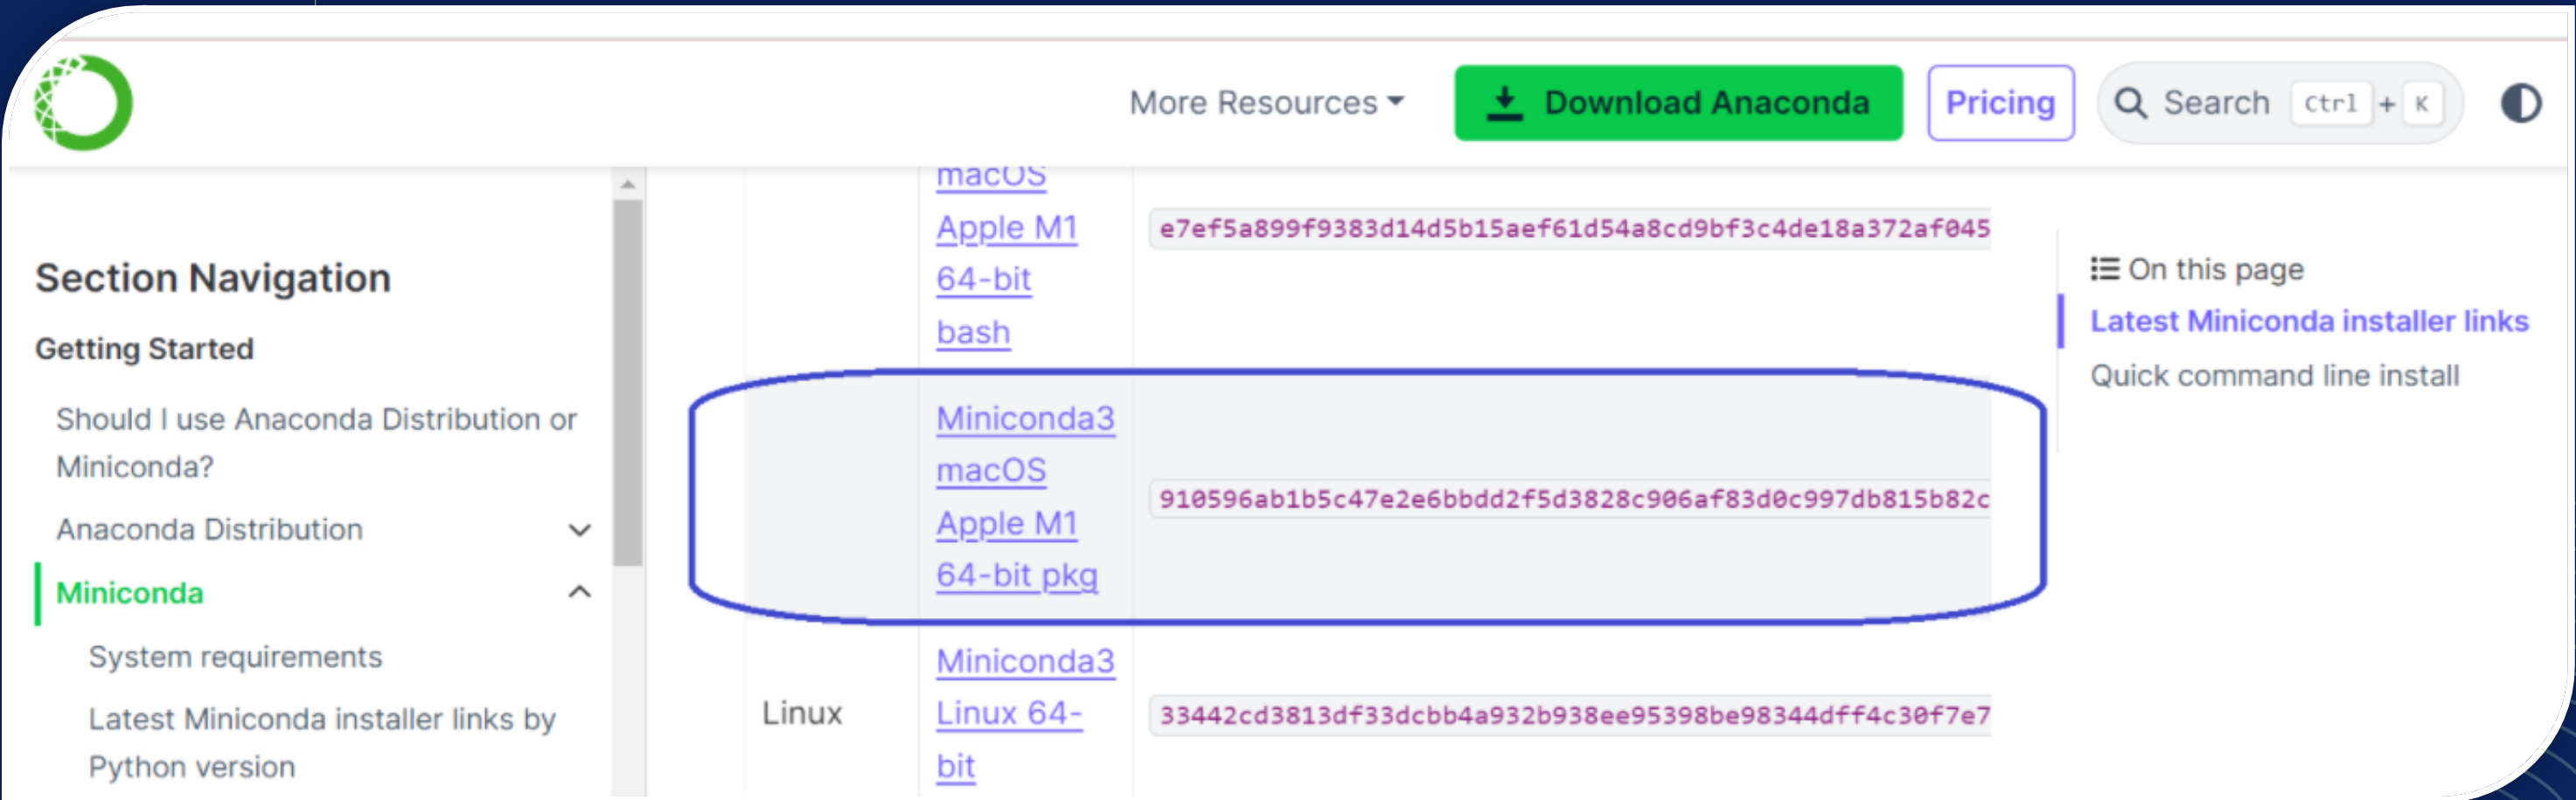 More Resources
Download Anaconda
Pricing
Search Ctrl + K
Section Navigation
Getting Started
Should I use Anaconda Distribution or
Miniconda?
Anaconda Distribution
Miniconda
System requirements
Latest Miniconda installer links by
Python version
macOS
Apple M1
64-bit
bash
e7ef5a899f9383d14d5b15aef61d54a8cd9bf3c4de18a372af045
Miniconda3
macOS
Apple M1
64-bit pkg
910596ab1b5c47e2e6bbdd2f5d3828c906af83d0c997db815b82c
Linux
Miniconda3
Linux 64-
bit
33442cd3813df33dcbb4a932b938ee95398be98344dff4c30f7e7
On this page
Latest Miniconda installer links
Quick command line install